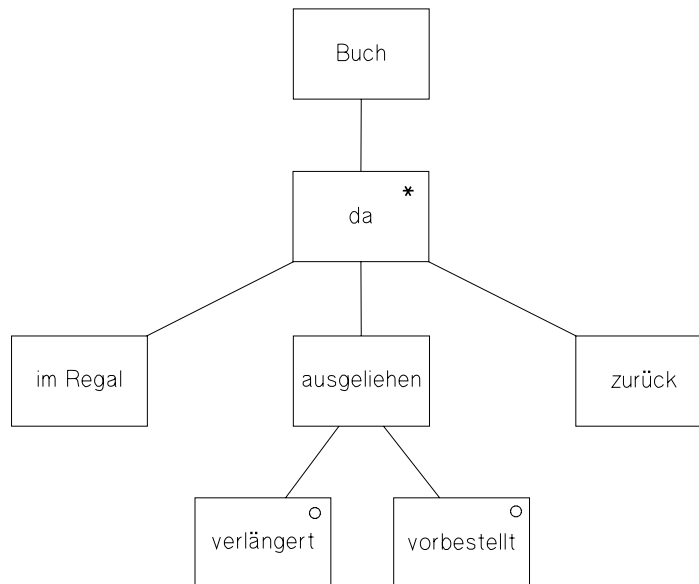 Buch
*
da
im Regal
ausgeliehen
zurück
verlängert
vorbestellt